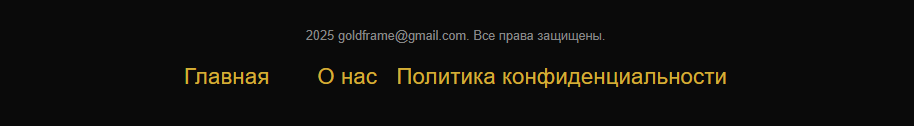 2025 goldframe@gmail.com. Все права защищены.
Главная О нас Политика конфиденциальности